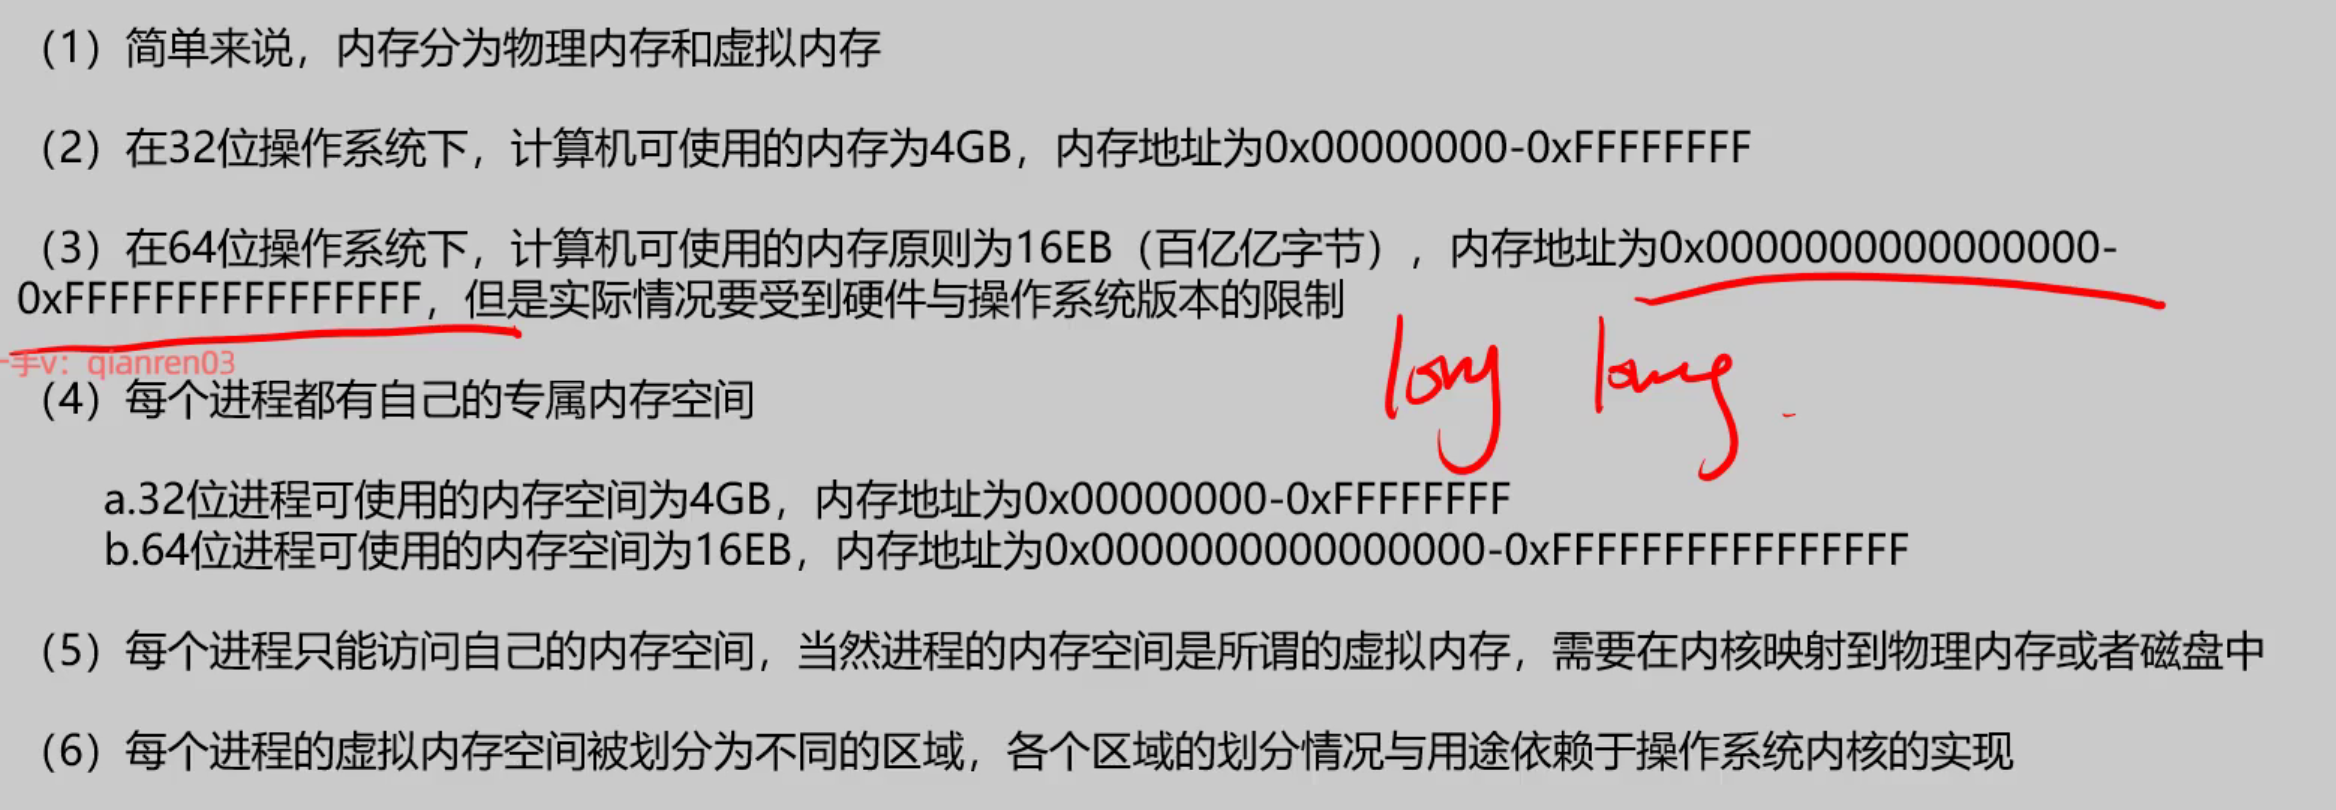 （1）简单来说，内存分为物理内存和虚拟内存
（2）在32位操作系统下，计算机可使用的内存为4GB，内存地址为0x00000000-0xFFFFFFFF
（3）在64位操作系统下，计算机可使用的内存原则为16EB（百亿亿字节），内存地址为0x0000000000000000-
0xFFFFFFFFFFFFFFFF，但是实际情况要受到硬件与操作系统版本的限制
long long
一手v：qianren03
（4）每个进程都有自己的专属内存空间
a.32位进程可使用的内存空间为4GB，内存地址为0x00000000-0xFFFFFFFF
b.64位进程可使用的内存空间为16EB，内存地址为0x0000000000000000-0xFFFFFFFFFFFFFFFF
（5）每个进程只能访问自己的内存空间，当然进程的内存空间是所谓的虚拟内存，需要在内核映射到物理内存或者磁盘中
（6）每个进程的虚拟内存空间被划分为不同的区域，各个区域的划分情况与用途依赖于操作系统内核的实现